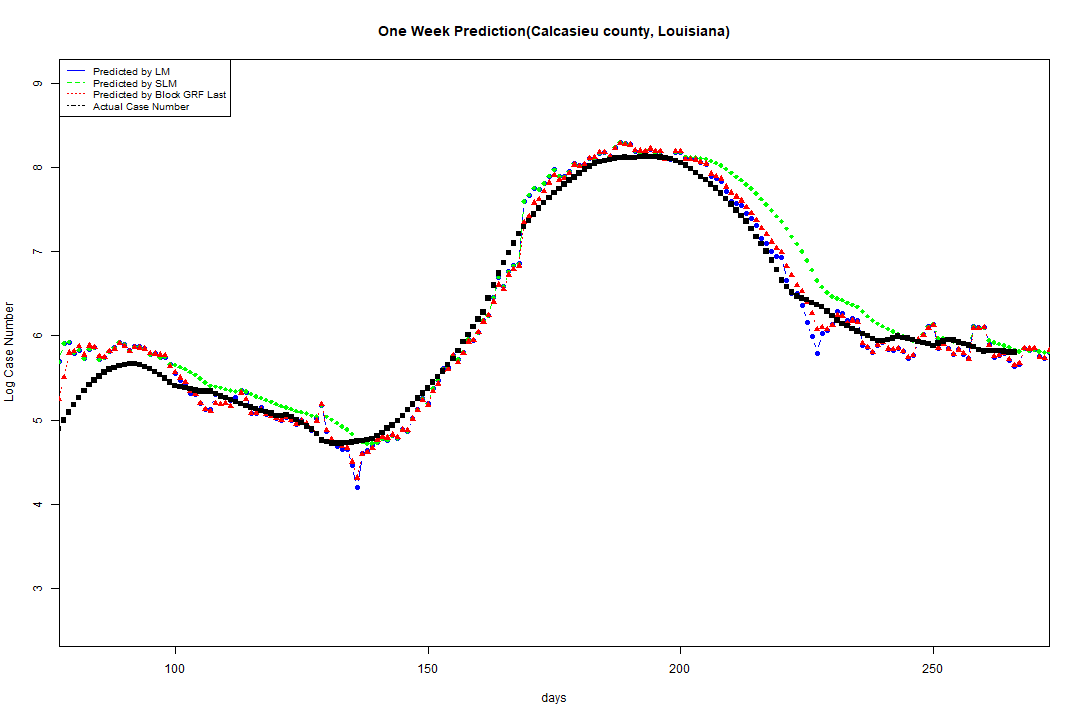 One Week Prediction(Calcasieu county, Louisiana)
Predicted by LM
Predicted by SLM
Predicted by Block GRF Last
Actual Case Number
9
8
7
6
5
4
3
Log Case Number
100 150 200 250
days